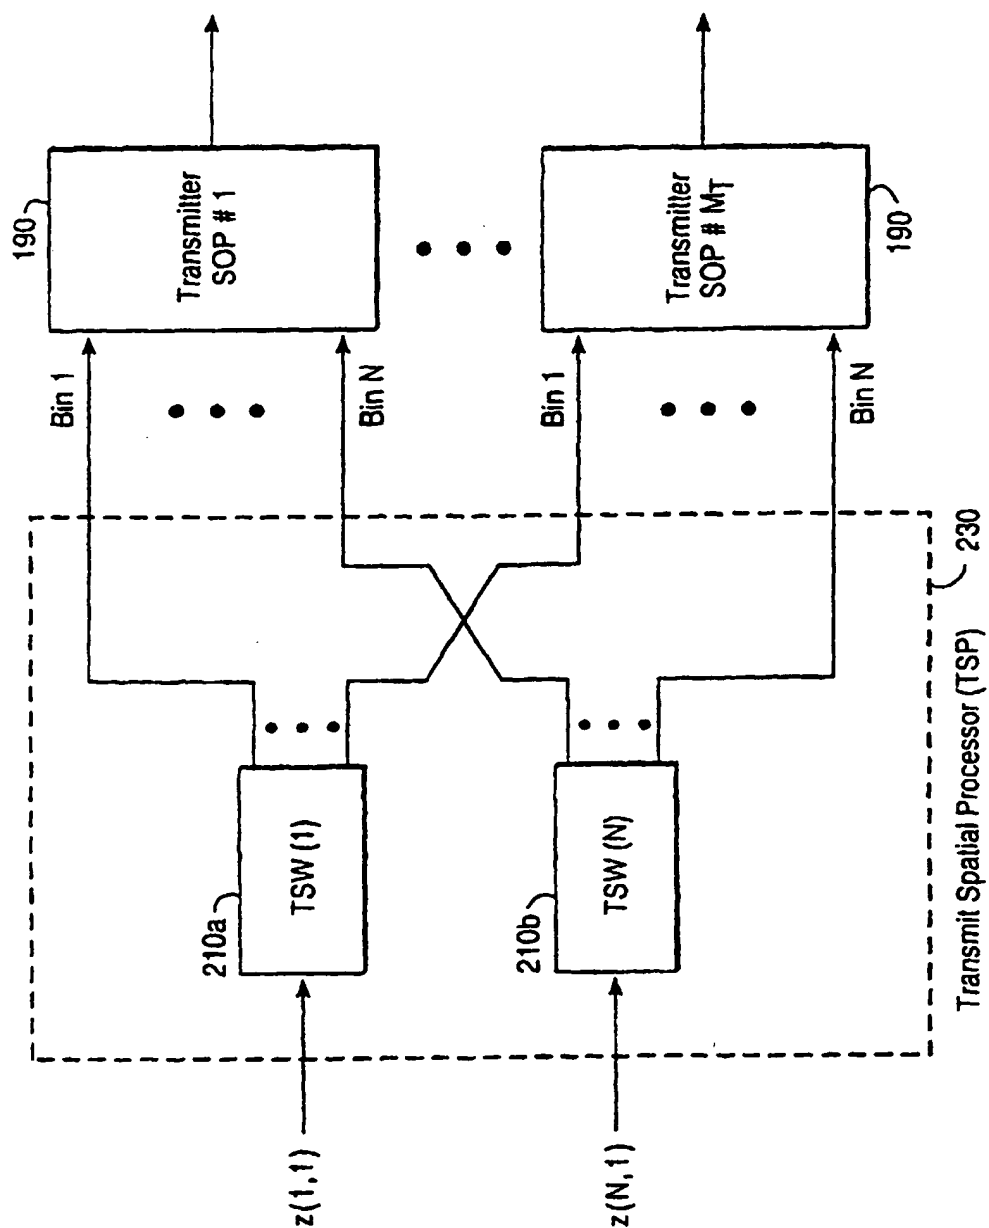 190
Transmitter
SOP # 1
Bin 1
Bin N
190
Transmitter
SOP # MT
Bin 1
Bin N
210a
TSW (1)
210b
TSW (N)
z(1,1)
z(N,1)
230
Transmit Spatial Processor (TSP)